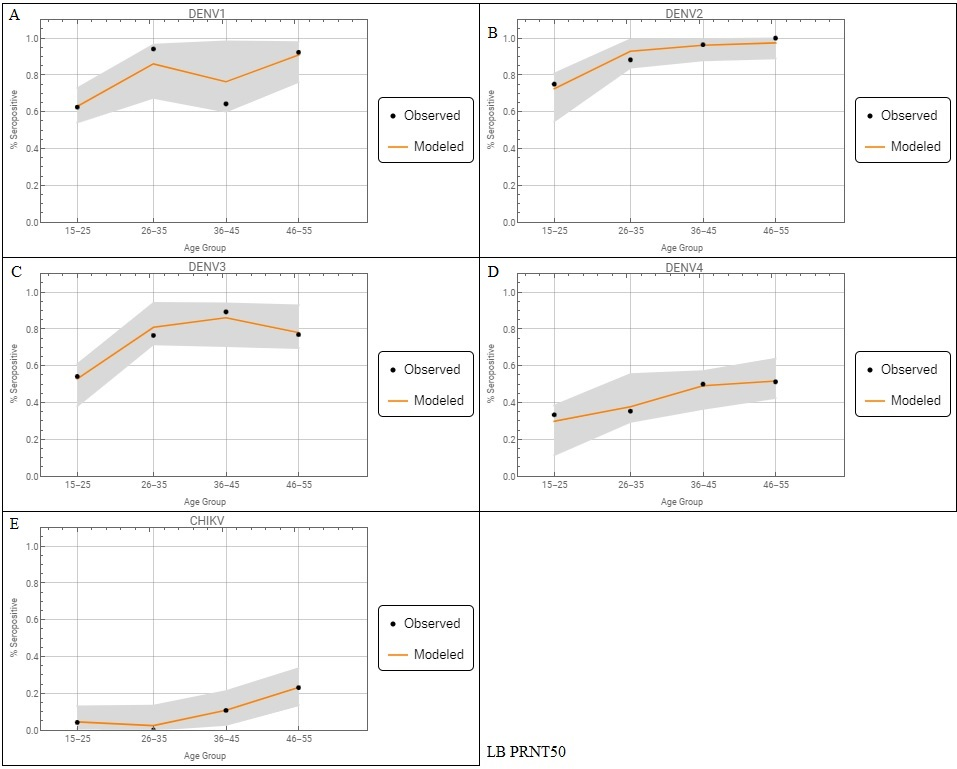 A
DENV1
1.0
0.8
0.6
0.4
0.2
0.0
% Seropositive
15–25
26–35
36–45
46–55
Age Group
Observed
Modeled
B
DENV2
1.0
0.8
0.6
0.4
0.2
0.0
% Seropositive
15–25
26–35
36–45
46–55
Age Group
Observed
Modeled
C
DENV3
1.0
0.8
0.6
0.4
0.2
0.0
% Seropositive
15–25
26–35
36–45
46–55
Age Group
Observed
Modeled
D
DENV4
1.0
0.8
0.6
0.4
0.2
0.0
% Seropositive
15–25
26–35
36–45
46–55
Age Group
Observed
Modeled
E
CHIKV
1.0
0.8
0.6
0.4
0.2
0.0
% Seropositive
15–25
26–35
36–45
46–55
Age Group
Observed
Modeled
LB PRNT50